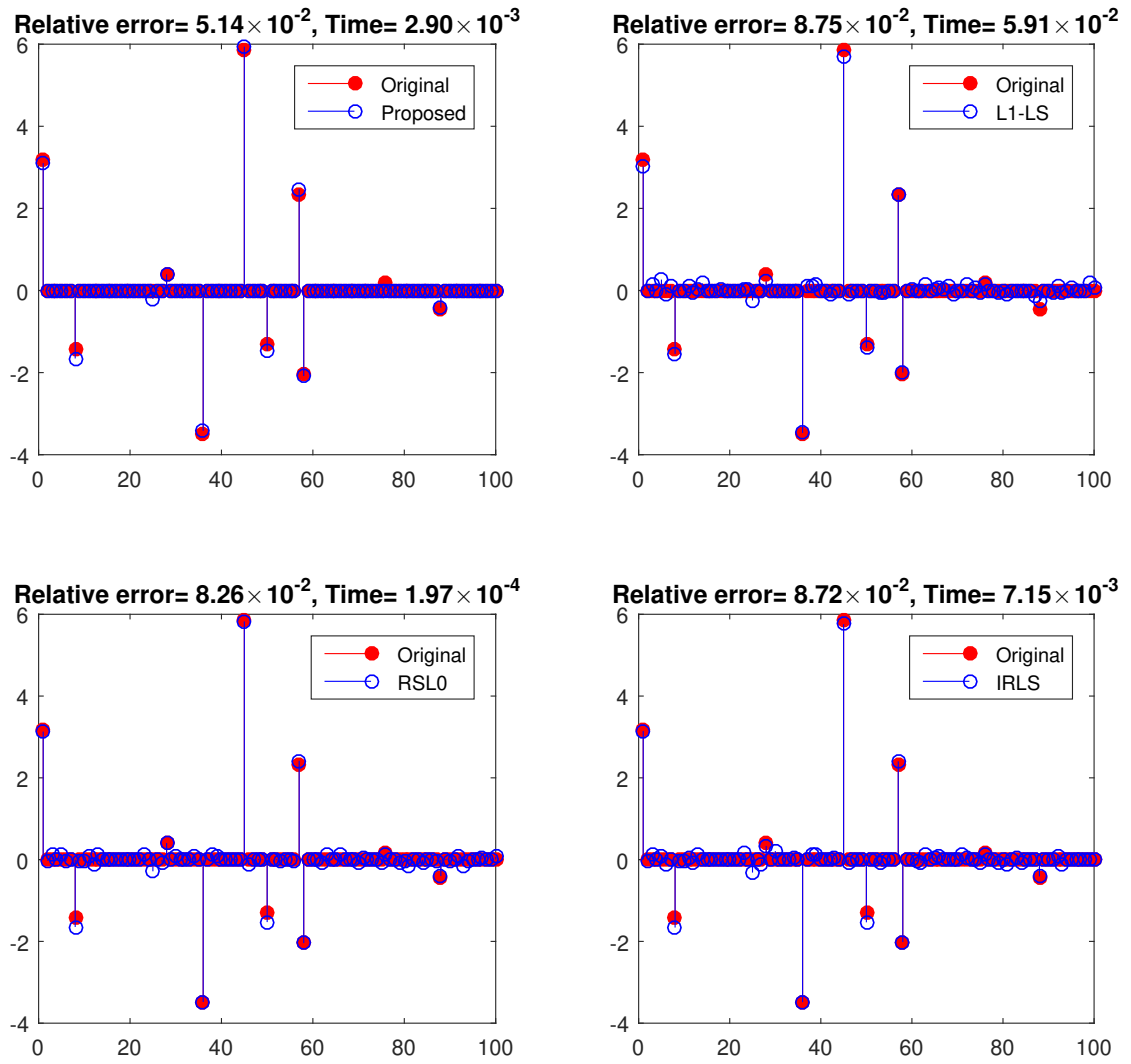 Relative error= 5.14×10^-2, Time= 2.90×10^-3
6
4
2
0
-2
-4
0 20 40 60 80 100
Original
Proposed
Relative error= 8.75×10^-2, Time= 5.91×10^-2
6
4
2
0
-2
-4
0 20 40 60 80 100
Original
L1-LS
Relative error= 8.26×10^-2, Time= 1.97×10^-4
6
4
2
0
-2
-4
0 20 40 60 80 100
Original
RSL0
Relative error= 8.72×10^-2, Time= 7.15×10^-3
6
4
2
0
-2
-4
0 20 40 60 80 100
Original
IRLS